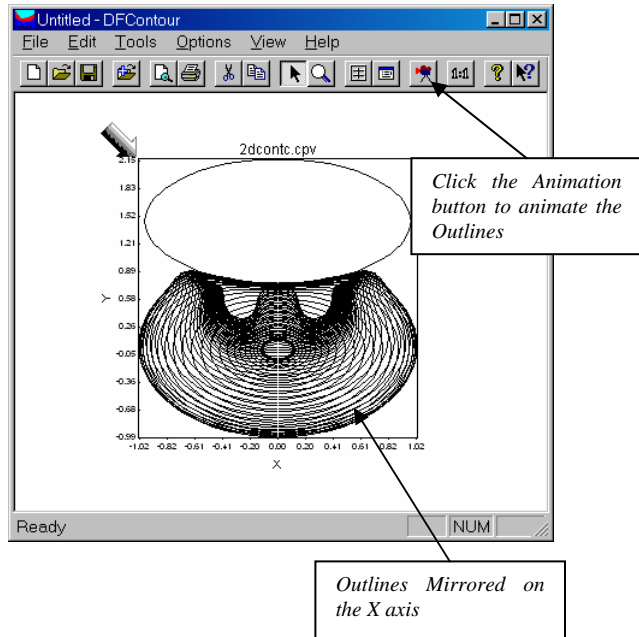 Untitled - DFContour
File Edit Tools Options View Help
1:1
2dcontc.cpv
2.15
1.83
1.52
1.21
0.89
0.58
0.26
-0.05
-0.36
-0.68
-0.99
Y
-1.02 -0.82 -0.61 -0.41 -0.20 0.00 0.20 0.41 0.61 0.82 1.02
X
Click the Animation
button to animate the
Outlines
Ready
NUM
Outlines Mirrored on
the X axis